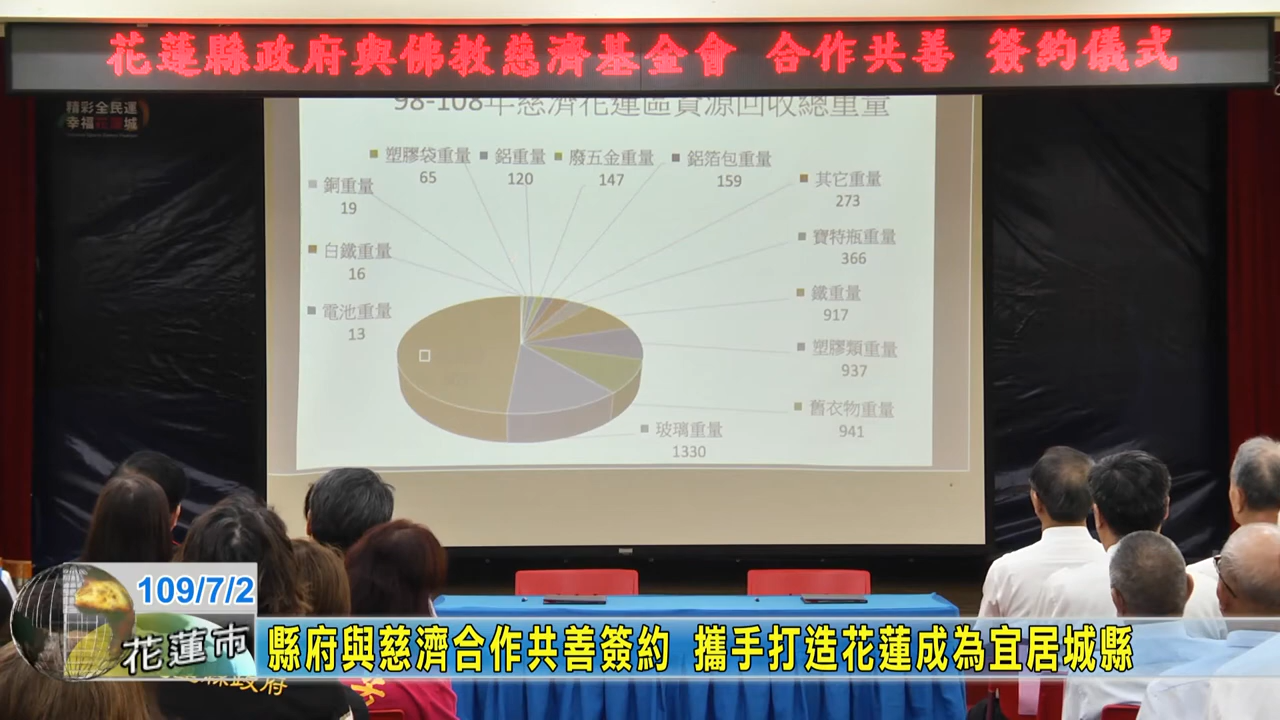 花蓮縣政府與佛教慈濟基金會 合作共善 簽約儀式
精彩全民運
幸福花蓮城
98-108年慈濟花蓮區資源回收總重量
塑膠袋重量
65
鋁重量
120
廢五金重量
147
鋁箔包重量
159
銅重量
19
其它重量
273
白鐵重量
16
寶特瓶重量
366
電池重量
13
鐵重量
917
塑膠類重量
937
舊衣物重量
941
玻璃重量
1330
109/7/2
花蓮市
縣府與慈濟合作共善簽約 攜手打造花蓮成為宜居城縣
縣政府